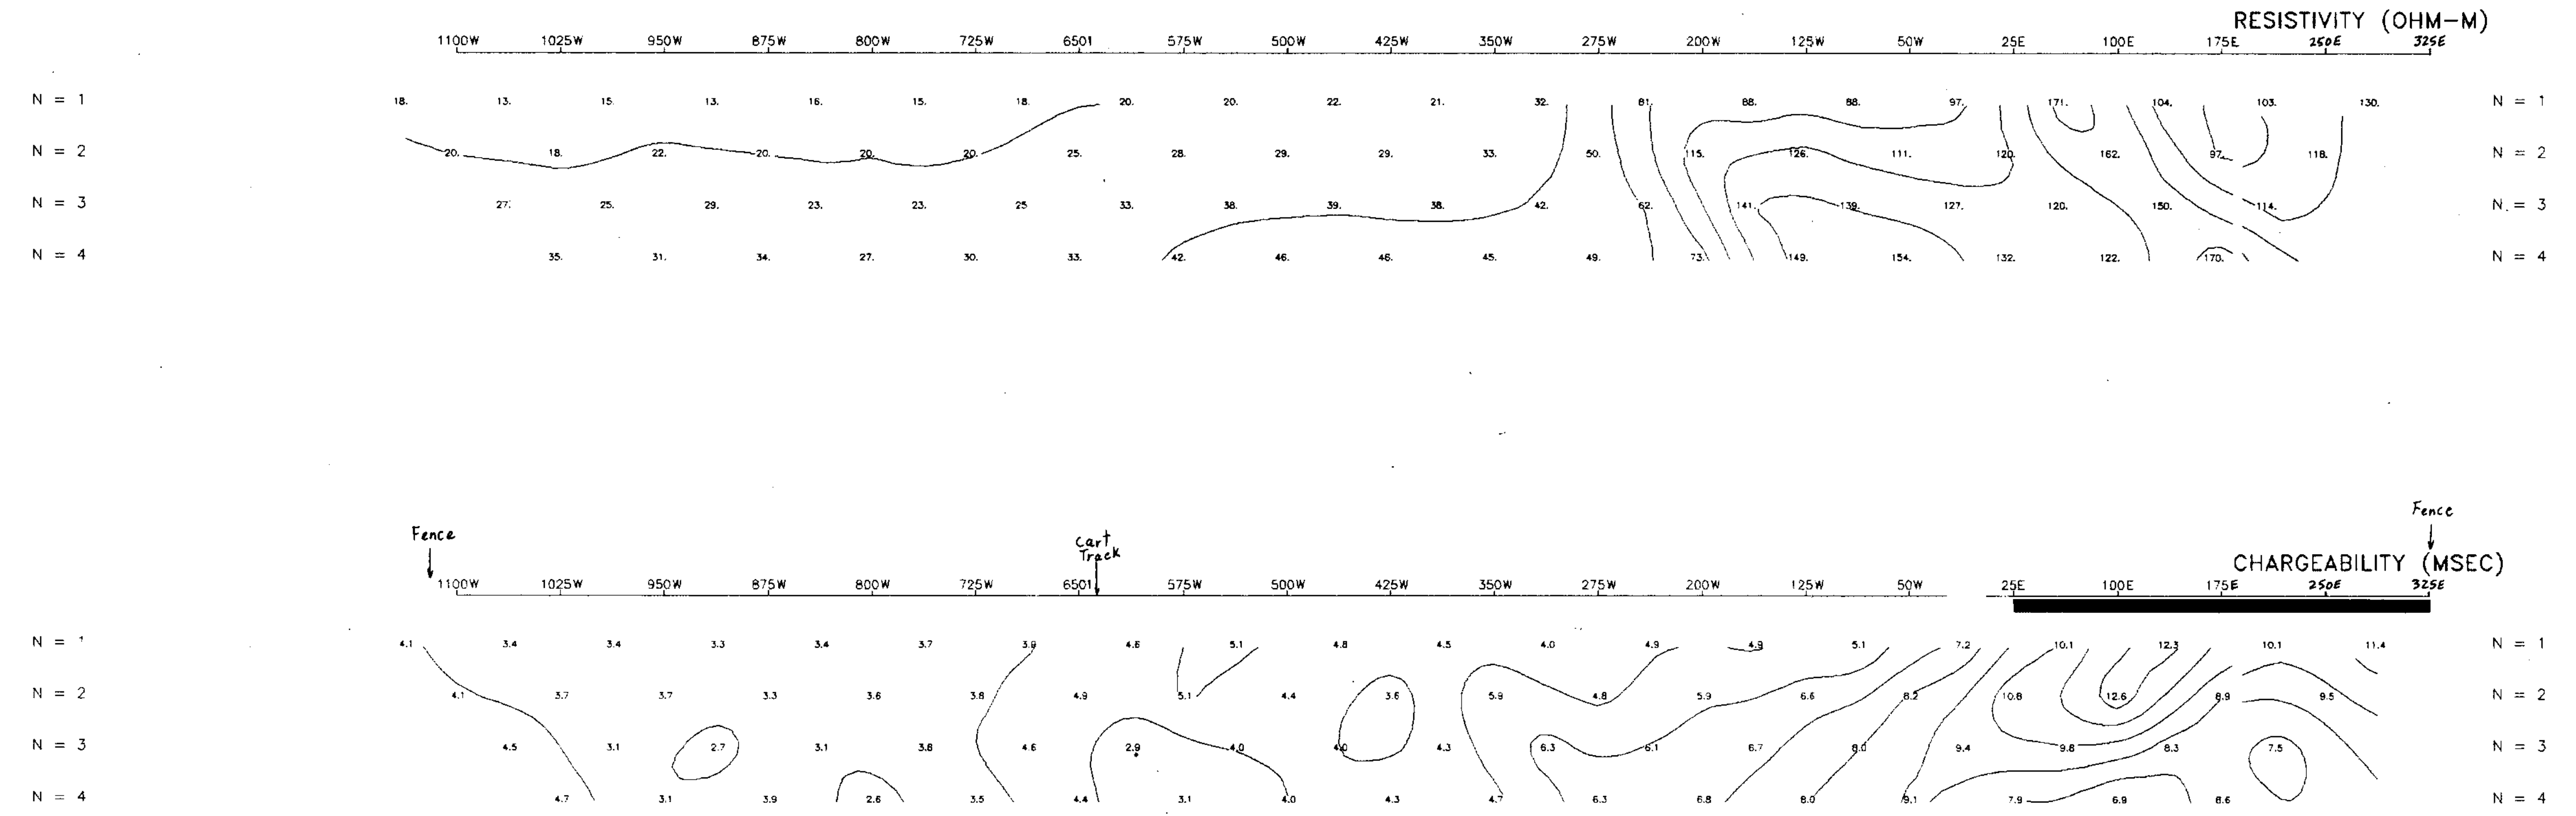 RESISTIVITY (OHM-M)
1100W 1025W 950W 875W 800W 725W 6501 575W 500W 425W 350W 275W 200W 125W 50W 25E 100E 175E 250E 325E
N = 1 18. 13. 15. 13. 16. 15. 18. 20. 20. 22. 21. 32. 81. 88. 88. 97. 171. 104. 103. 130. N = 1
N = 2 20. 18. 22. 20. 20. 20. 25. 28. 29. 29. 33. 50. 115. 126. 111. 120. 162. 97. 118. N = 2
N = 3 27. 25. 29. 23. 23. 25 33. 38. 39. 38. 42. 62. 141. 139. 127. 120. 150. 114. N = 3
N = 4 35. 31. 34. 27. 30. 33. 42. 46. 46. 45. 49. 73. 149. 154. 132. 122. 170. N = 4
Fence Cart Track Fence
CHARGEABILITY (MSEC)
1100W 1025W 950W 875W 800W 725W 6501 575W 500W 425W 350W 275W 200W 125W 50W 25E 100E 175E 250E 325E
N = 1 4.1 3.4 3.4 3.3 3.4 3.7 3.9 4.6 5.1 4.8 4.5 4.0 4.9 4.9 5.1 7.2 10.1 12.3 10.1 11.4 N = 1
N = 2 4.1 3.7 3.7 3.3 3.6 3.8 4.9 5.1 4.4 3.6 5.9 4.8 5.9 6.6 8.2 10.8 12.6 8.9 9.5 N = 2
N = 3 4.5 3.1 2.7 3.1 3.8 4.6 2.9 4.0 4.0 4.3 6.3 6.1 6.7 8.0 9.4 9.8 8.3 7.5 N = 3
N = 4 4.7 3.1 3.9 2.6 3.5 4.4 3.1 4.0 4.3 4.7 6.3 6.8 8.0 9.1 7.9 6.9 8.6 N = 4